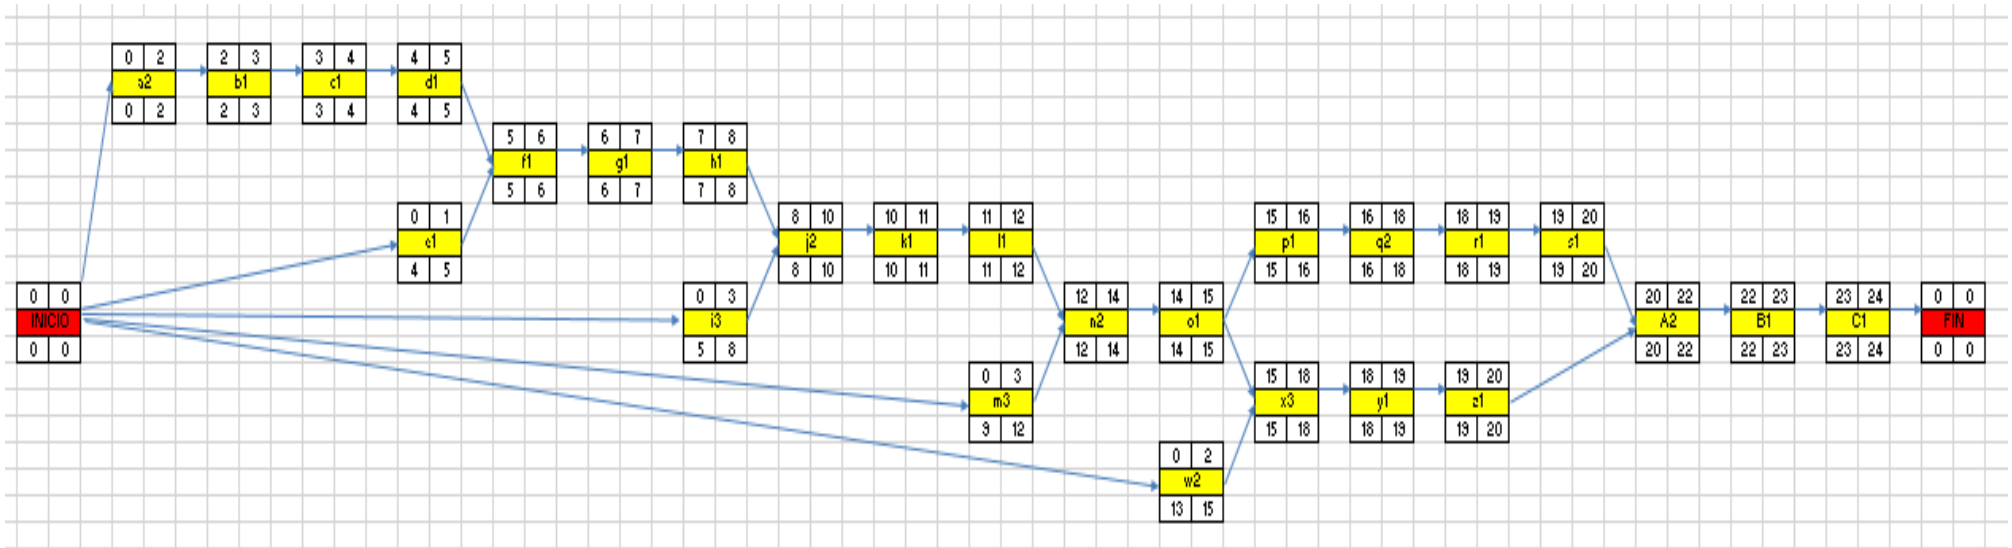 0 2 2 3 3 4 4 5
a2 b1 c1 d1
0 2 2 3 3 4 4 5
5 6 6 7 7 8
f1 g1 h1
5 6 6 7 7 8
0 1 8 10 10 11 11 12 15 16 16 18 18 19 19 20
e1 j2 k1 l1 p1 q2 r1 s1
4 5 8 10 10 11 11 12 15 16 16 18 18 19 19 20
0 0 0 3 12 14 14 15 20 22 22 23 23 24 0 0
INICIO i3 n2 o1 A2 B1 C1 FIN
0 0 5 8 12 14 14 15 20 22 22 23 23 24 0 0
0 3 15 18 18 19 19 20
m3 x3 y1 z1
9 12 15 18 18 19 19 20
0 2
w2
13 15